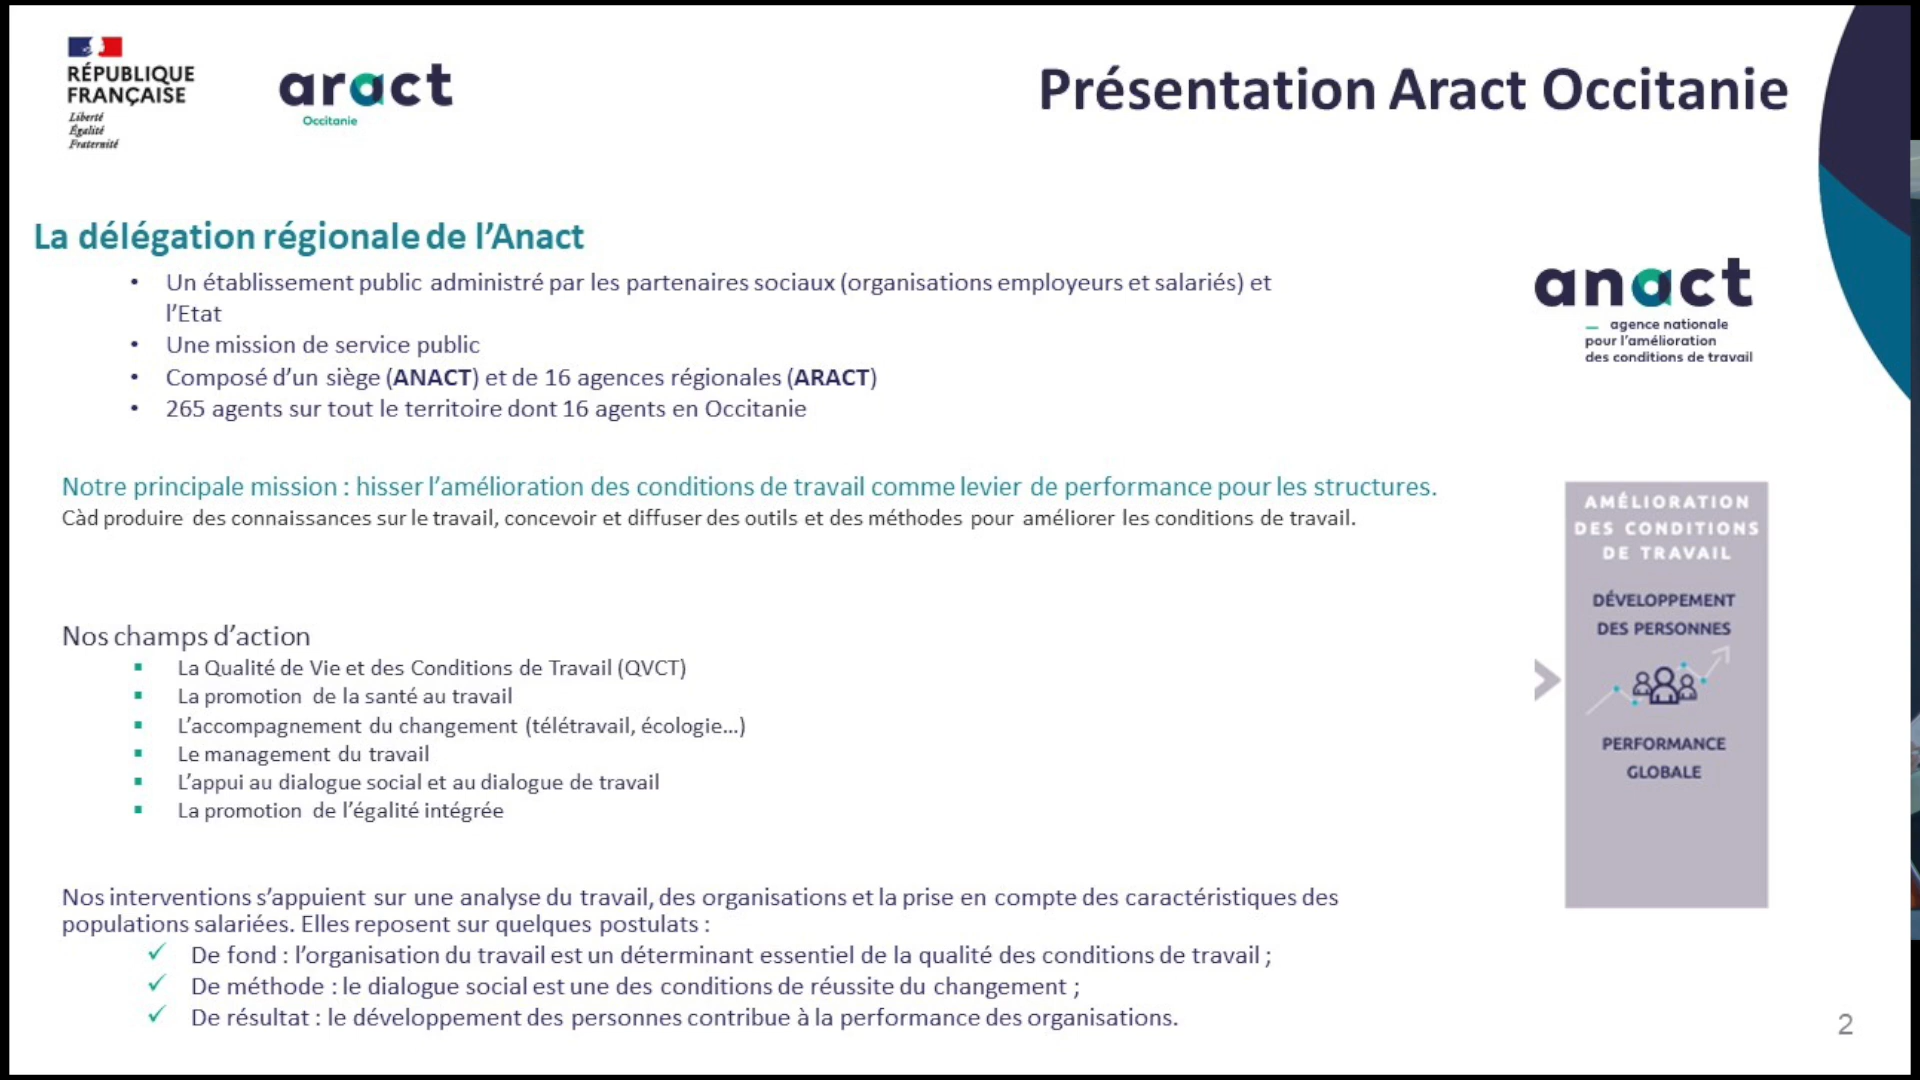 RÉPUBLIQUE
FRANÇAISE
Liberté
Égalité
Fraternité
aract
Occitanie
Présentation Aract Occitanie
La délégation régionale de l'Anact
• Un établissement public administré par les partenaires sociaux (organisations employeurs et salariés) et
l'Etat
• Une mission de service public
• Composé d'un siège (ANACT) et de 16 agences régionales (ARACT)
• 265 agents sur tout le territoire dont 16 agents en Occitanie
anact
agence nationale
pour l'amélioration
des conditions de travail
Notre principale mission : hisser l'amélioration des conditions de travail comme levier de performance pour les structures.
Càd produire des connaissances sur le travail, concevoir et diffuser des outils et des méthodes pour améliorer les conditions de travail.
Nos champs d'action
▪ La Qualité de Vie et des Conditions de Travail (QVCT)
▪ La promotion de la santé au travail
▪ L'accompagnement du changement (télétravail, écologie...)
▪ Le management du travail
▪ L'appui au dialogue social et au dialogue de travail
▪ La promotion de l'égalité intégrée
AMÉLIORATION
DES CONDITIONS
DE TRAVAIL
DÉVELOPPEMENT
DES PERSONNES
PERFORMANCE
GLOBALE
Nos interventions s'appuient sur une analyse du travail, des organisations et la prise en compte des caractéristiques des
populations salariées. Elles reposent sur quelques postulats :
✓ De fond : l'organisation du travail est un déterminant essentiel de la qualité des conditions de travail ;
✓ De méthode : le dialogue social est une des conditions de réussite du changement ;
✓ De résultat : le développement des personnes contribue à la performance des organisations.
2